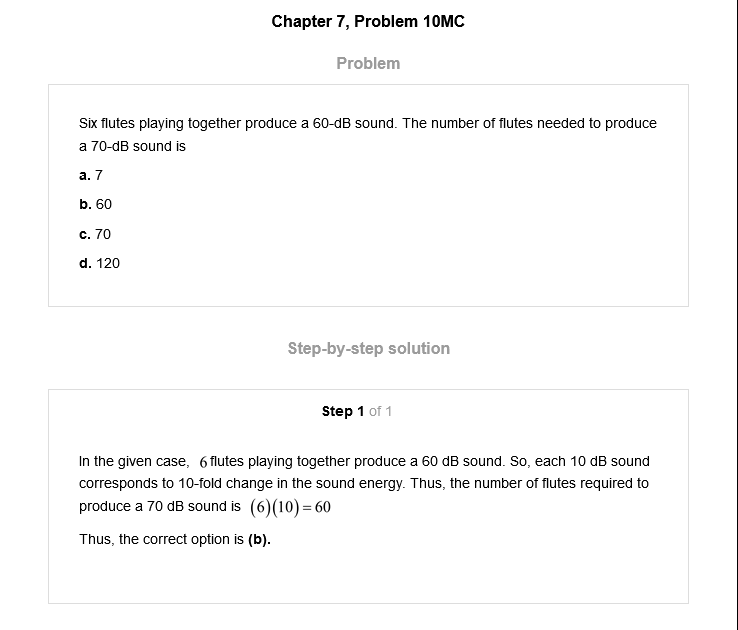 Chapter 7, Problem 10MC
Problem
Six flutes playing together produce a 60-dB sound. The number of flutes needed to produce
a 70-dB sound is
a. 7
b. 60
c. 70
d. 120
Step-by-step solution
Step 1 of 1
In the given case, 6 flutes playing together produce a 60 dB sound. So, each 10 dB sound
corresponds to 10-fold change in the sound energy. Thus, the number of flutes required to
produce a 70 dB sound is (6)(10) = 60
Thus, the correct option is (b).